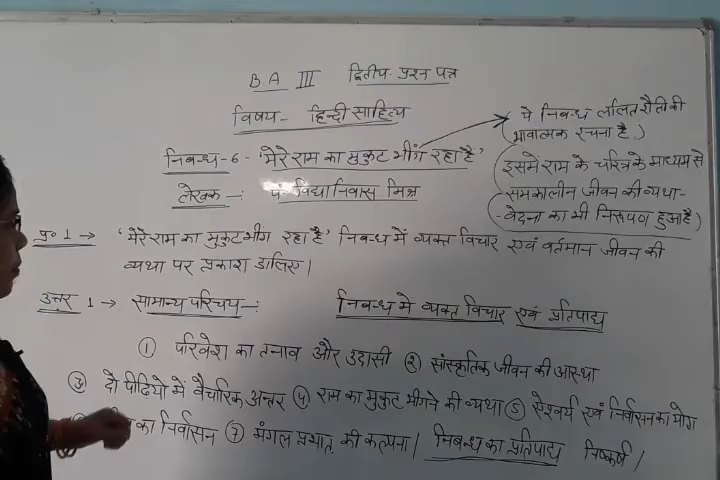 B.A III द्वितीय प्रश्न पत्र
विषय- हिन्दी साहित्य
निबन्ध-6- 'मेरे राम का मुकुट भींग रहा है'
लेखक -: पं. विद्यानिवास मिश्र
ये निबन्ध ललित शैली की
भावात्मक रचना है.)
(इसमें राम के चरित्र के माध्यम से
समकालीन जीवन की व्यथा-
-वेदना का भी निरूपण हुआ है)
प्र० 1 → 'मेरे राम का मुकुट भींग रहा है' निबन्ध में व्यक्त विचार एवं वर्तमान जीवन की
व्यथा पर प्रकाश डालिए।
उत्तर 1 → सामान्य परिचय-: निबन्ध में व्यक्त विचार एवं प्रतिपाद्य
① परिवेश का तनाव और उदासी ② सांस्कृतिक जीवन की आस्था
③ दो पीढियो में वैचारिक अन्तर ④ राम का मुकुट भीगने की व्यथा ⑤ ऐश्वर्य एवं निर्वासन का योग
का निर्वासन ⑦ मंगल प्रभात् की कल्पना। निबन्ध का प्रतिपाद्य निष्कर्ष।